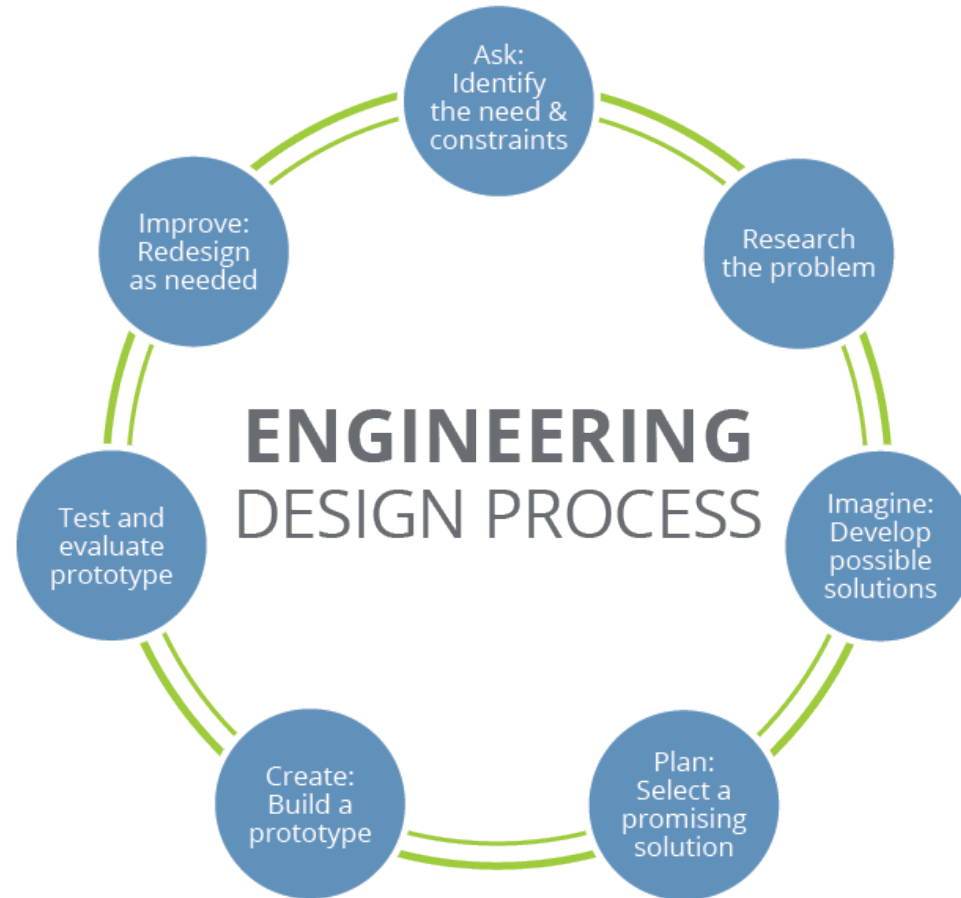 Ask:
Identify
the need &
constraints
Research
the problem
Imagine:
Develop
possible
solutions
Plan:
Select a
promising
solution
Create:
Build a
prototype
Test and
evaluate
prototype
Improve:
Redesign
as needed
ENGINEERING
DESIGN PROCESS